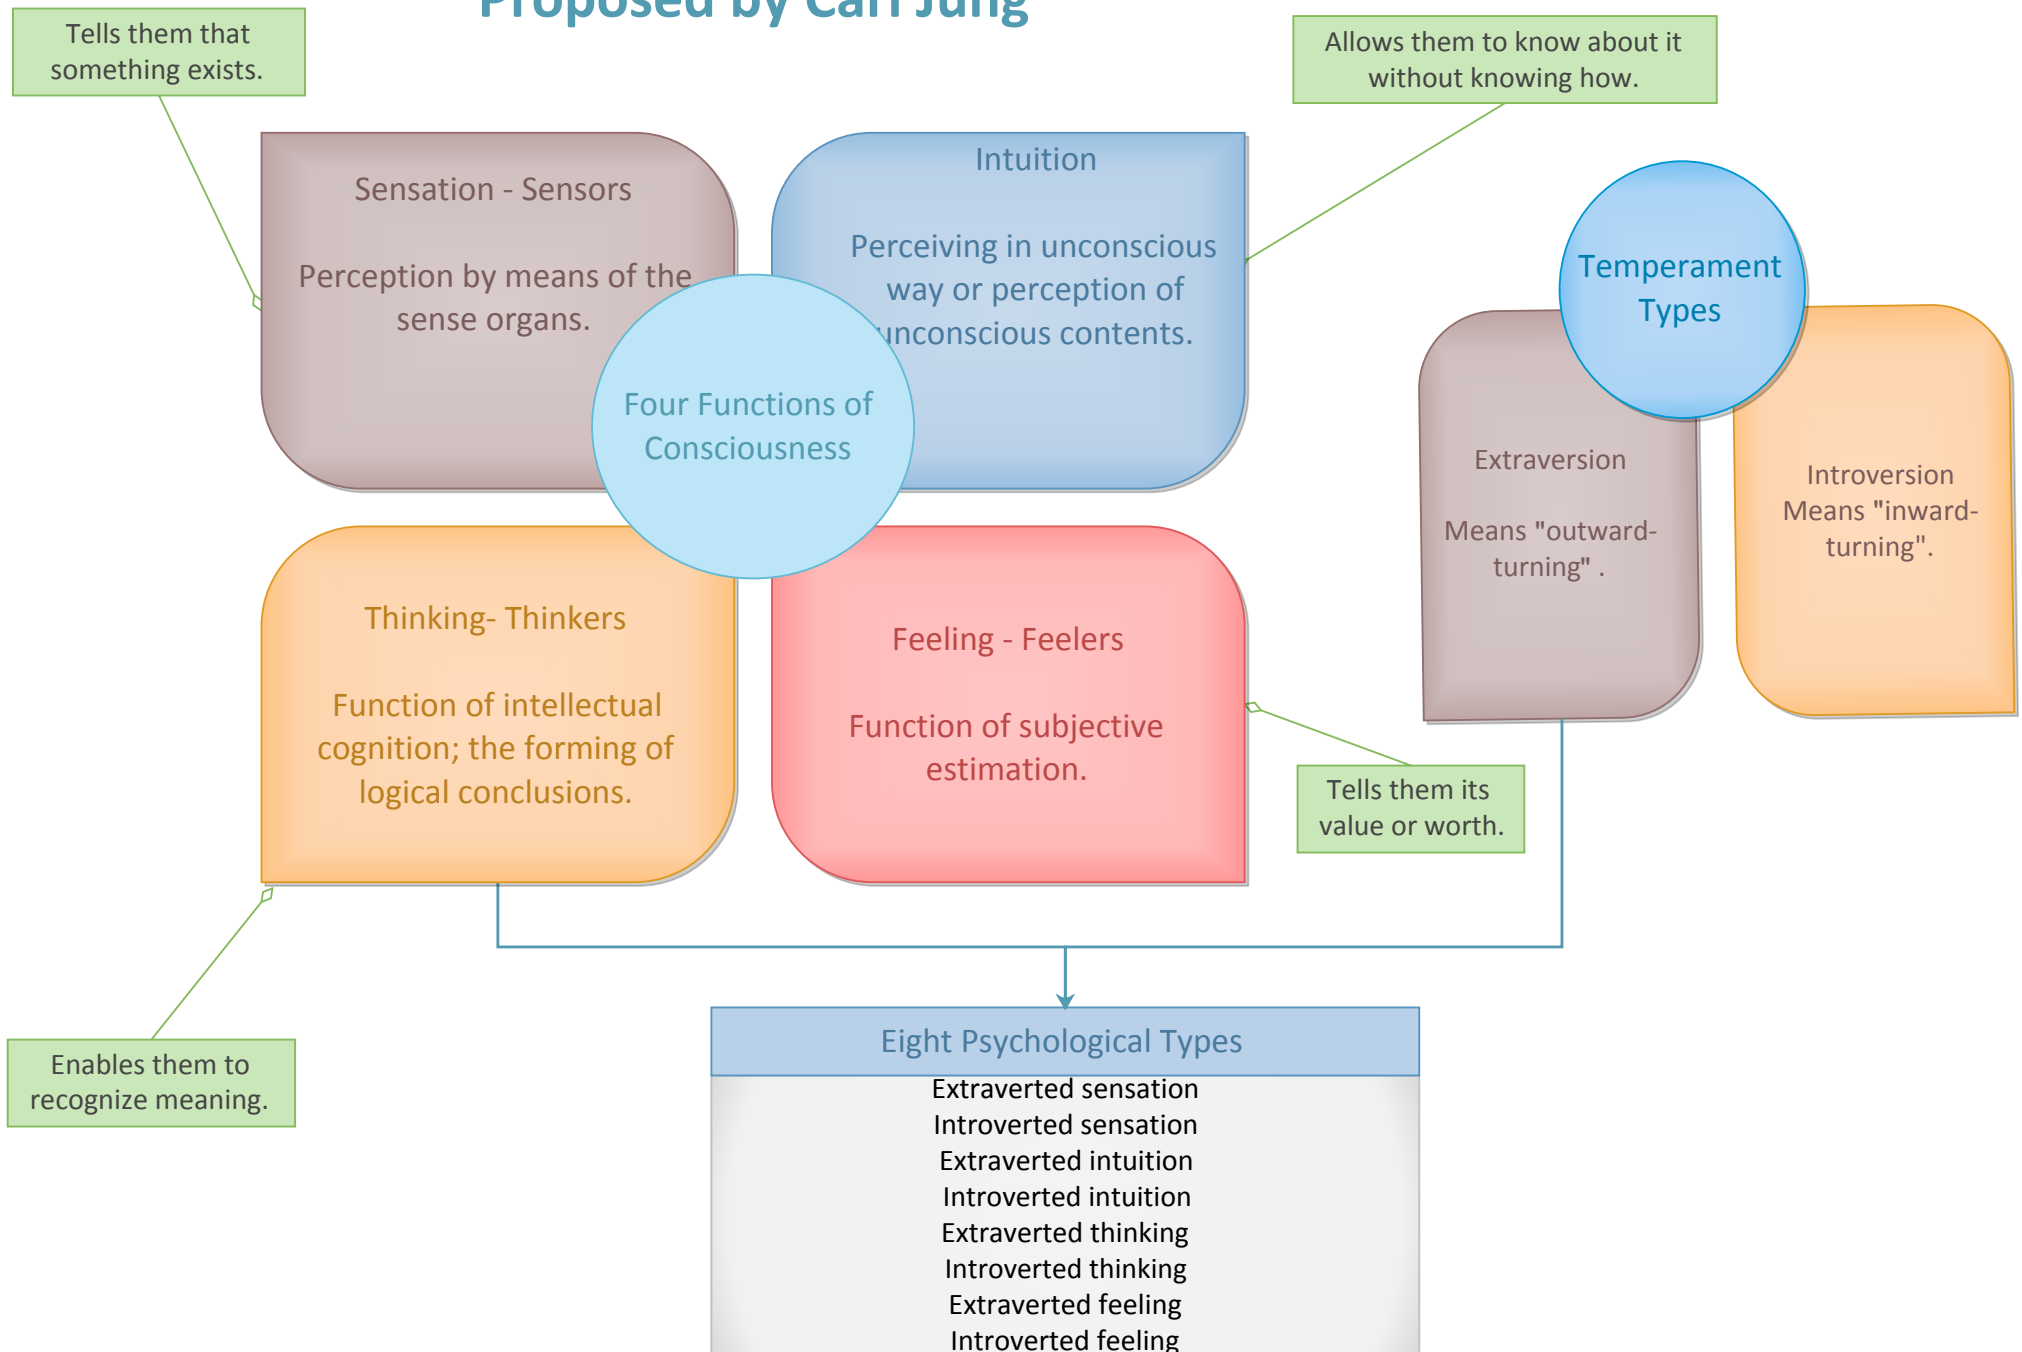 Proposed by Carl Jung
Tells them that
something exists.
Allows them to know about it
without knowing how.
Sensation - Sensors
Perception by means of the
sense organs.
Intuition
Perceiving in unconscious
way or perception of
unconscious contents.
Four Functions of
Consciousness
Temperament
Types
Extraversion
Means "outward-
turning" .
Introversion
Means "inward-
turning".
Thinking- Thinkers
Function of intellectual
cognition; the forming of
logical conclusions.
Feeling - Feelers
Function of subjective
estimation.
Tells them its
value or worth.
Enables them to
recognize meaning.
Eight Psychological Types
Extraverted sensation
Introverted sensation
Extraverted intuition
Introverted intuition
Extraverted thinking
Introverted thinking
Extraverted feeling
Introverted feeling